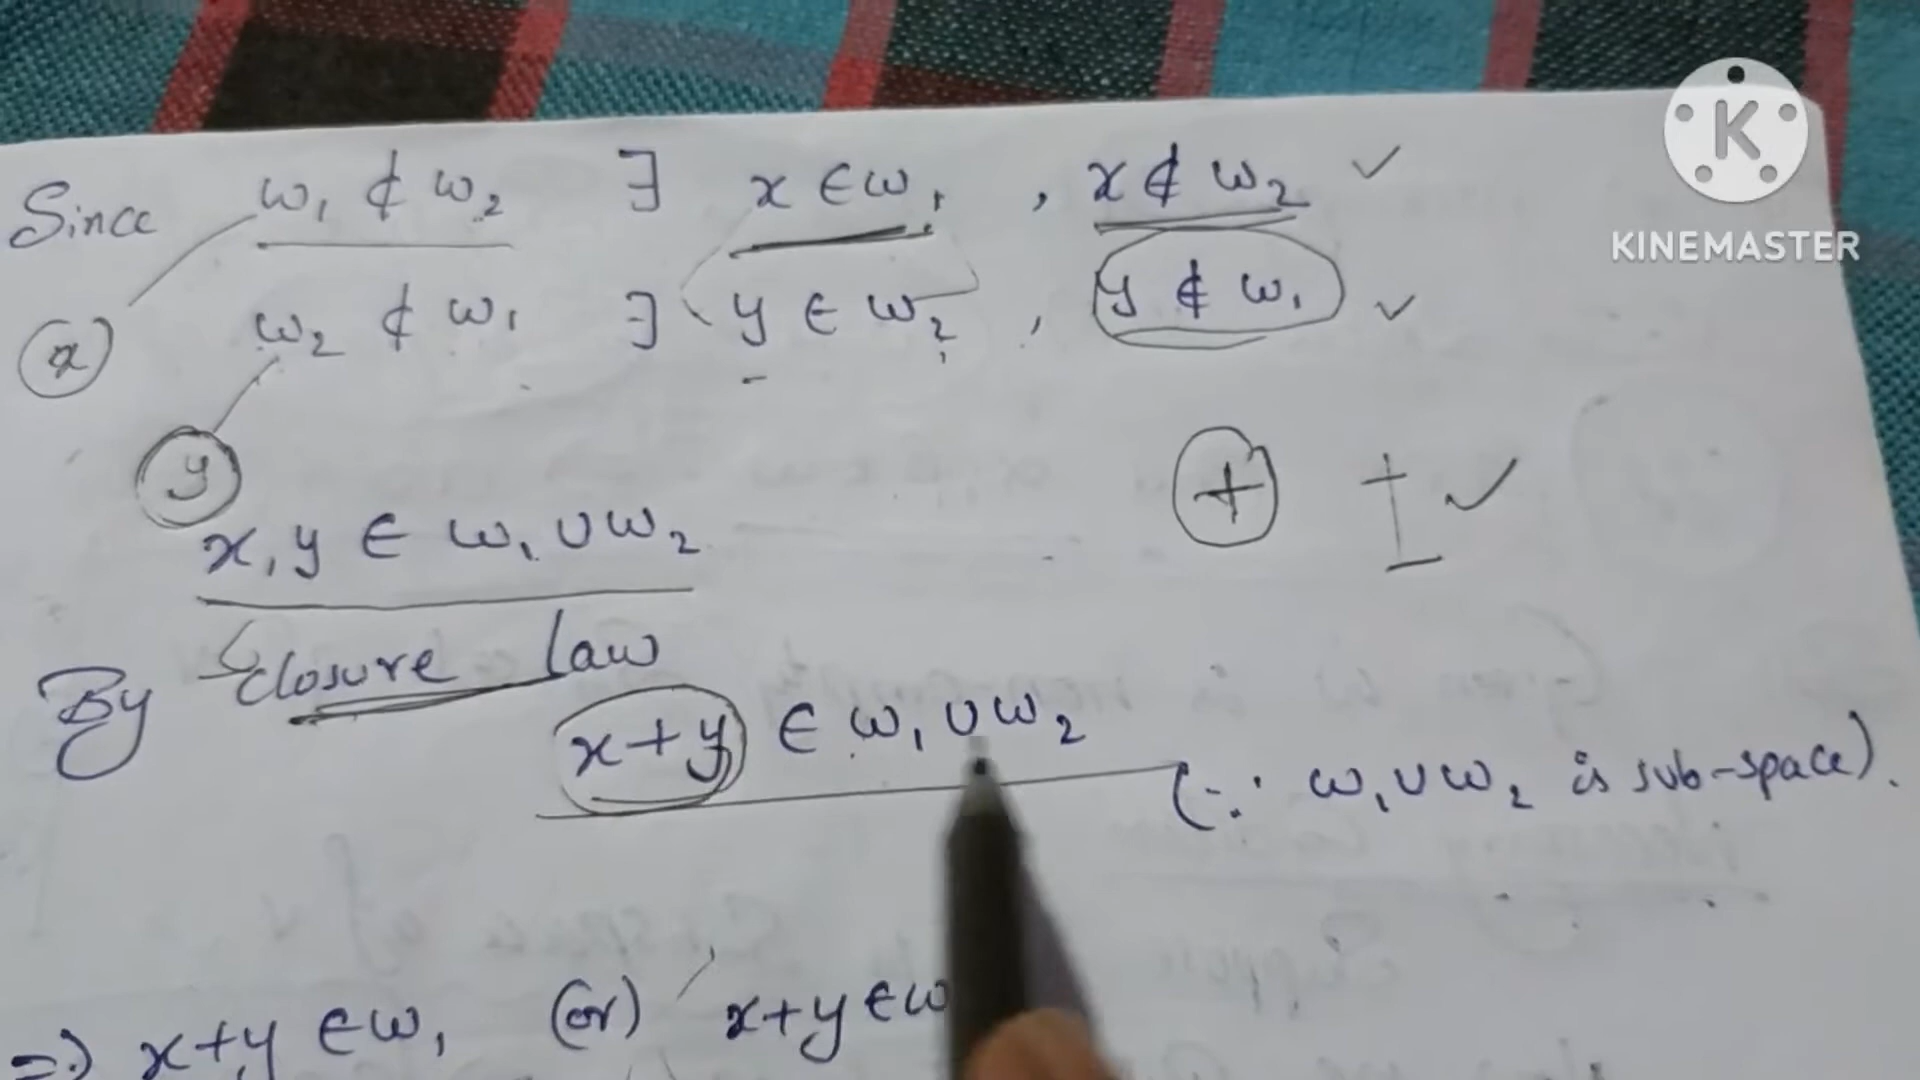 Since ω₁ ⊄ ω₂ ∃ x ∈ ω₁, x ∉ ω₂ ✓
ω₂ ⊄ ω₁ ∃ y ∈ ω₂, y ∉ ω₁ ✓
x
y
+ + ✓
x, y ∈ ω₁ ∪ ω₂
By closure law
x+y ∈ ω₁ ∪ ω₂ (∵ ω₁ ∪ ω₂ is sub-space).
⇒ x+y ∈ ω₁ (or) x+y ∈ ω
K
KINEMASTER